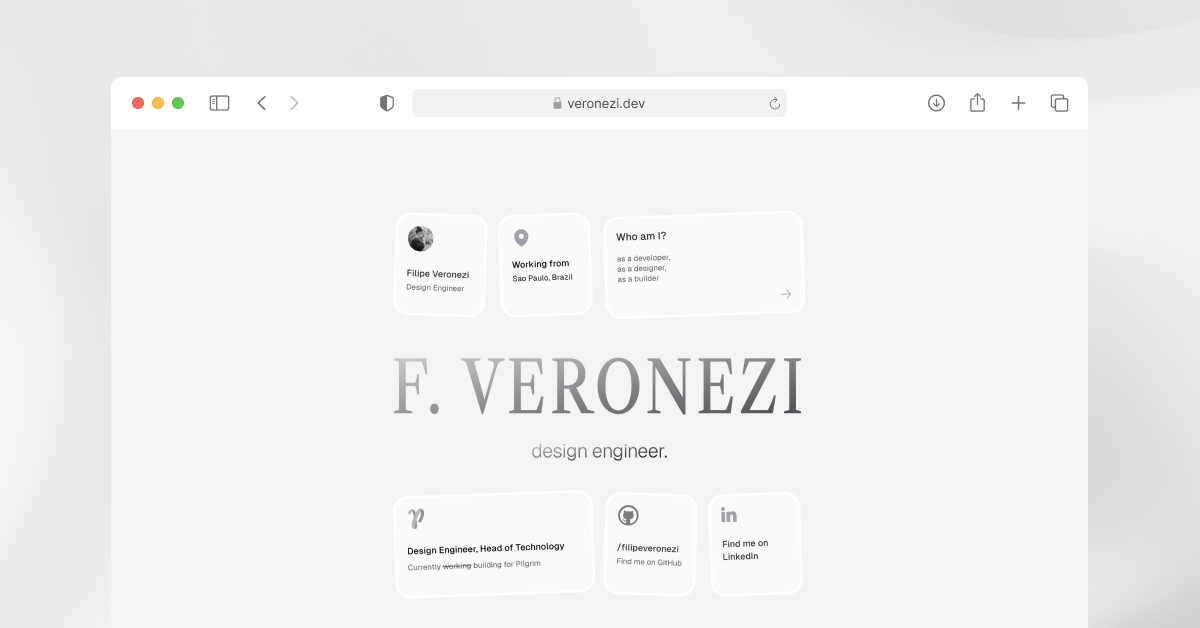 veronezi.dev
Filipe Veronezi
Design Engineer
Working from
Sao Paulo, Brazil
Who am I?
as a developer,
as a designer,
as a builder
F. VERONEZI
design engineer.
Design Engineer, Head of Technology
Currently working building for Pilgrim
/filipeveronezi
Find me on GitHub
in
Find me on
LinkedIn